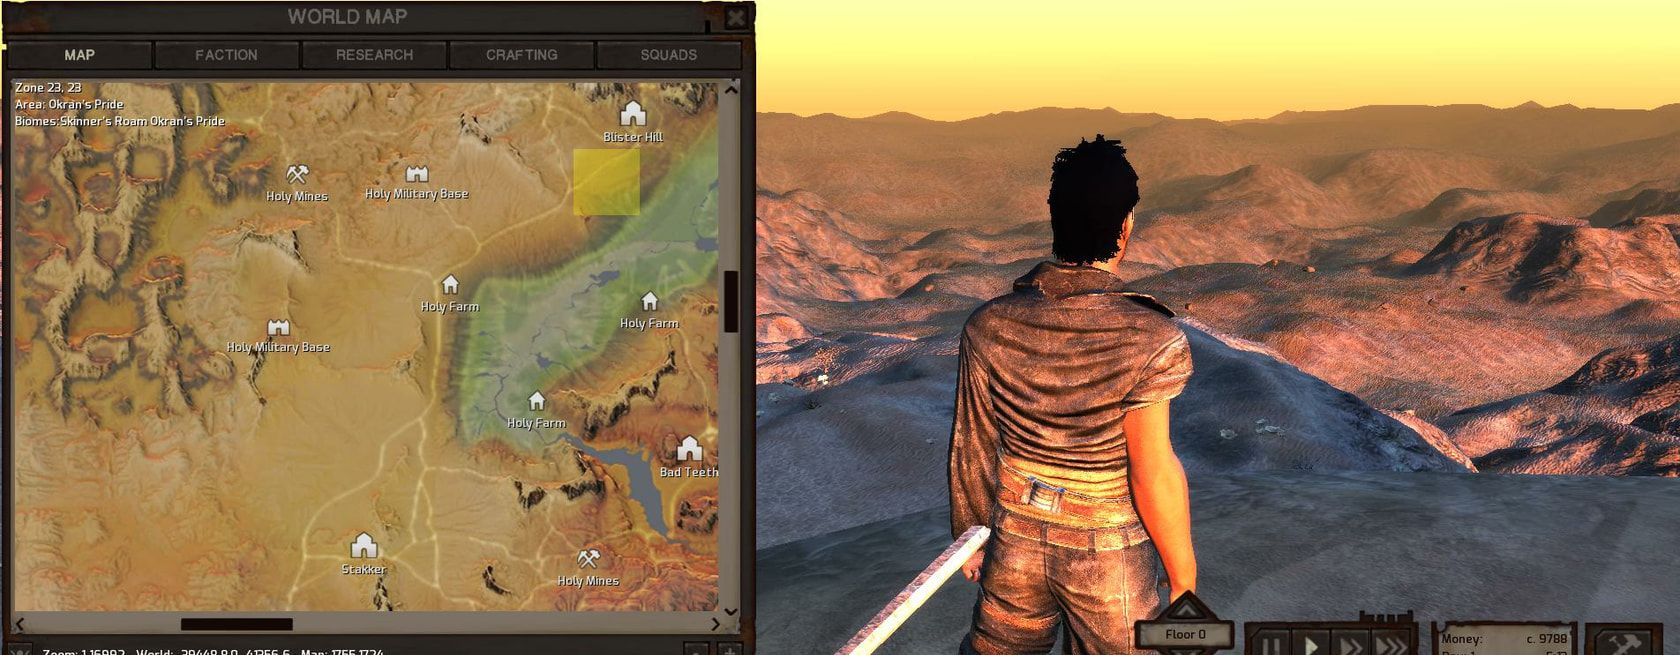 WORLD MAP
MAP FACTION RESEARCH CRAFTING SQUADS
Zone 23, 23
Area: Okran's Pride
Biomes:Skinner's Roam Okran's Pride
Blister Hill
Holy Mines
Holy Military Base
Holy Farm
Holy Farm
Holy Military Base
Holy Farm
Bad Teeth
Stakker
Holy Mines
Floor 0
Money: c. 9788